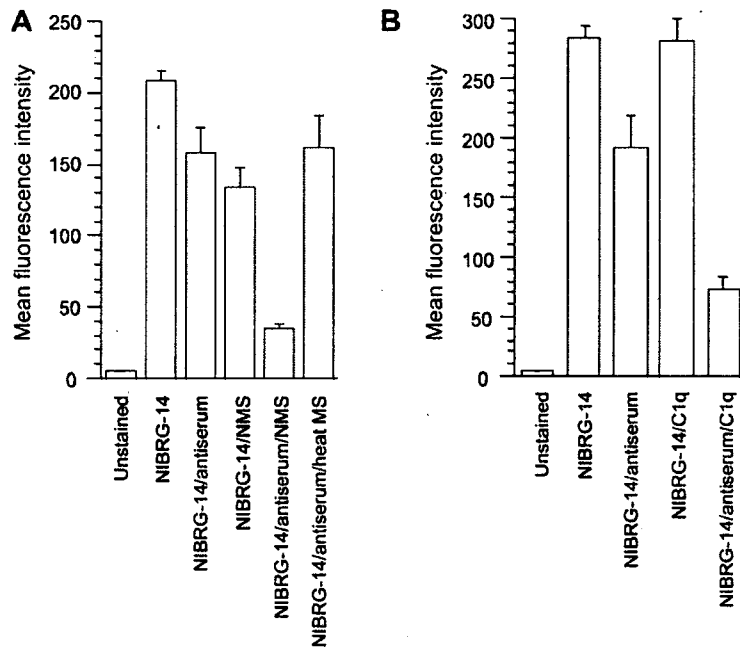 A
Mean fluorescence intensity
250
200
150
100
50
0
Unstained
NIBRG-14
NIBRG-14/antiserum
NIBRG-14/NMS
NIBRG-14/antiserum/NMS
NIBRG-14/antiserum/heat MS
B
Mean fluorescence intensity
300
250
200
150
100
50
0
Unstained
NIBRG-14
NIBRG-14/antiserum
NIBRG-14/C1q
NIBRG-14/antiserum/C1q